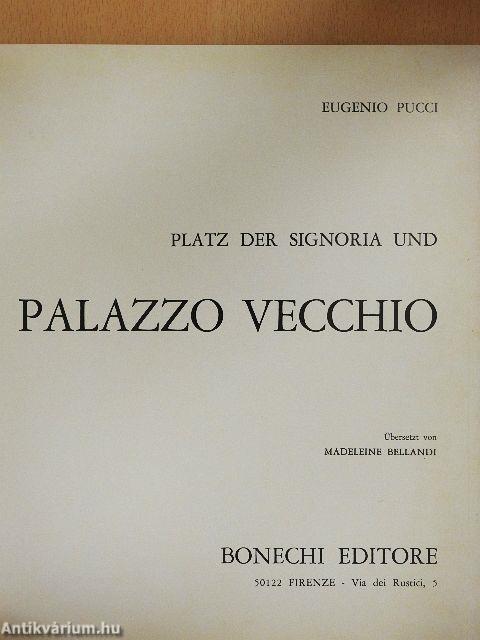 EUGENIO PUCCI
PLATZ DER SIGNORIA UND
PALAZZO VECCHIO
Übersetzt von
MADELEINE BELLANDI
BONECHI EDITORE
50122 FIRENZE - Via dei Rustici, 5
Antikvárium.hu